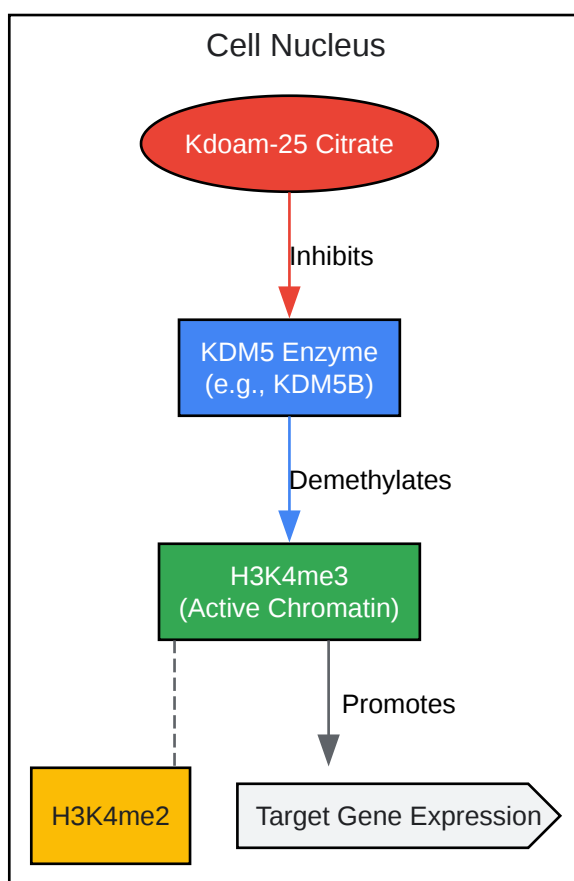 Cell Nucleus
Kdoam-25 Citrate
Inhibits
KDM5 Enzyme
(e.g., KDM5B)
Demethylates
H3K4me3
(Active Chromatin)
Promotes
H3K4me2
Target Gene Expression